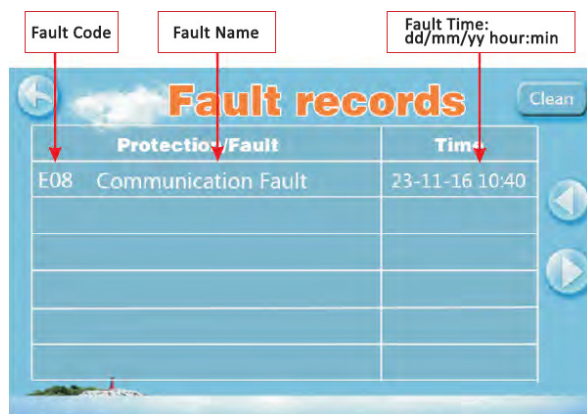 Fault Code
Fault Name
Fault Time:
dd/mm/yy hour:min
Fault records
Clean
Protection/Fault
Time
E08 Communication Fault 23-11-16 10:40